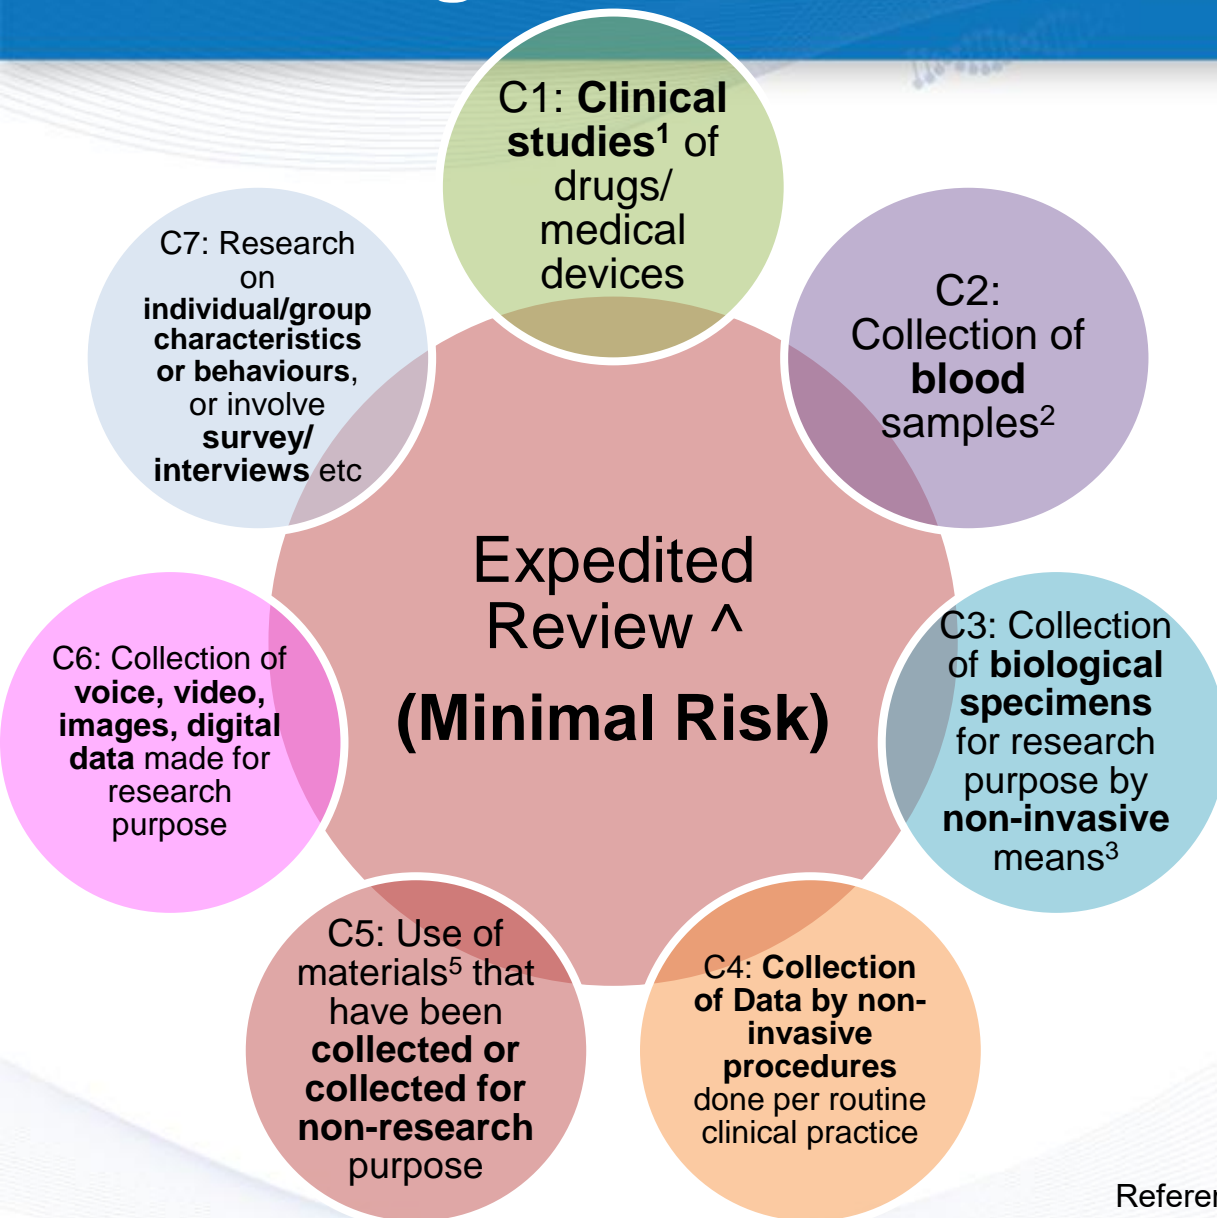 C1: Clinical
studies¹ of
drugs/
medical
devices
C2:
Collection of
blood
samples²
C3: Collection
of biological
specimens
for research
purpose by
non-invasive
means³
C4: Collection
of Data by non-
invasive
procedures
done per routine
clinical practice
C5: Use of
materials⁵ that
have been
collected or
collected for
non-research
purpose
C6: Collection of
voice, video,
images, digital
data made for
research
purpose
C7: Research
on
individual/group
characteristics
or behaviours,
or involve
survey/
interviews etc
Expedited
Review ^
(Minimal Risk)
Referen